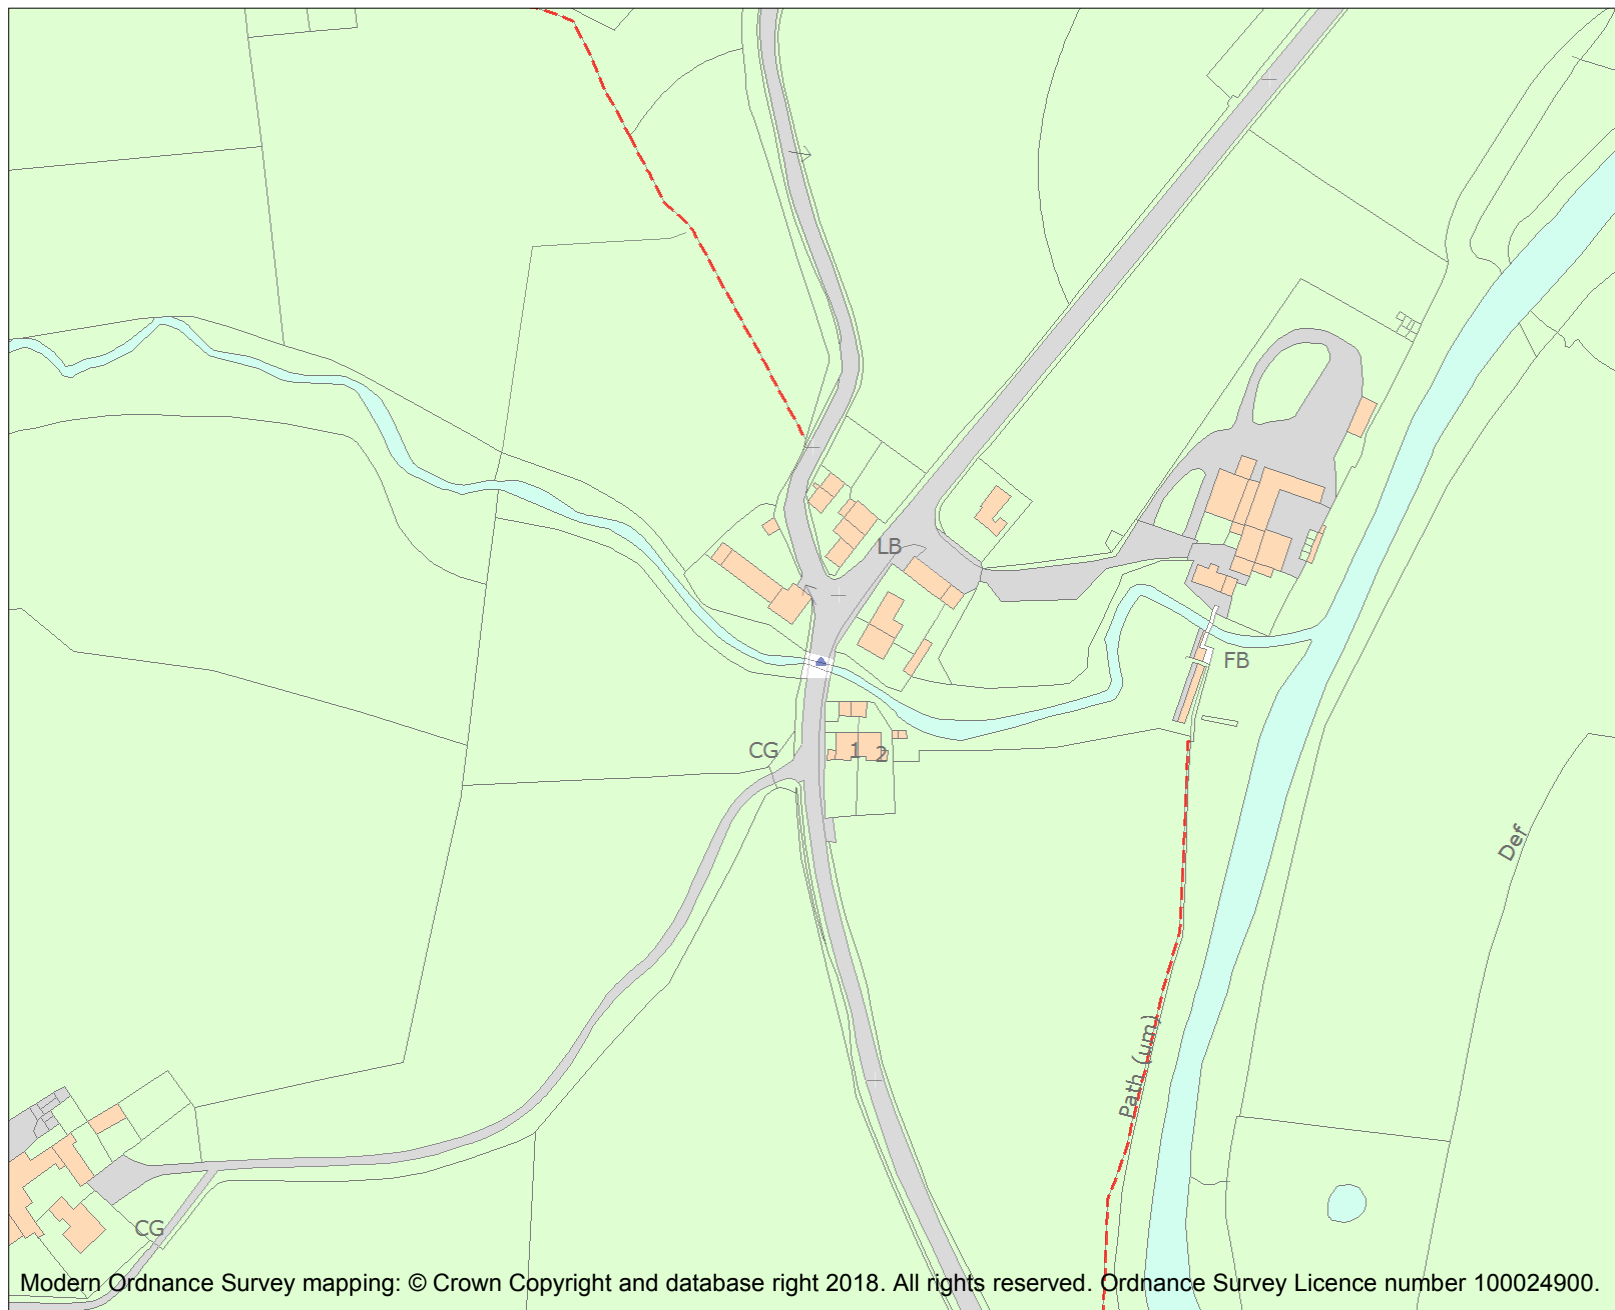 LB
FB
CG
1
2
Def
Path (um)
CG
Modern Ordnance Survey mapping: © Crown Copyright and database right 2018. All rights reserved. Ordnance Survey Licence number 100024900.